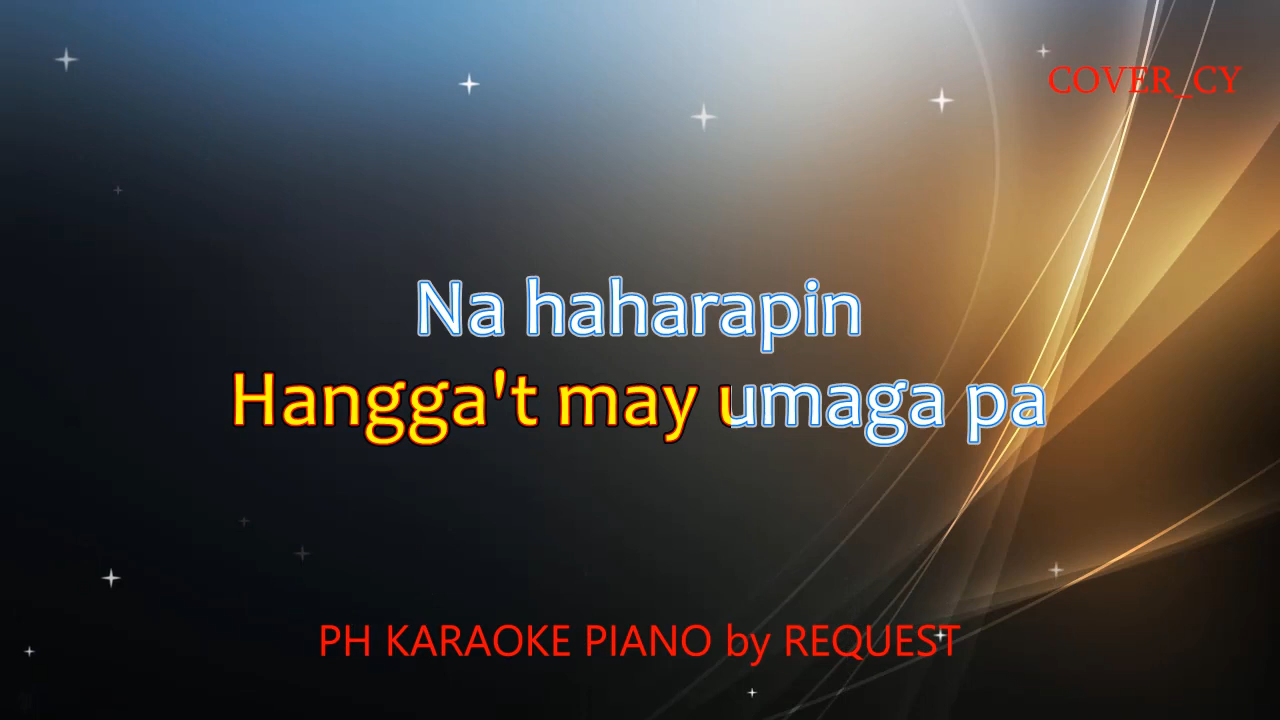 COVER_CY
Na haharapin
Hangga't may umaga pa
PH KARAOKE PIANO by REQUEST